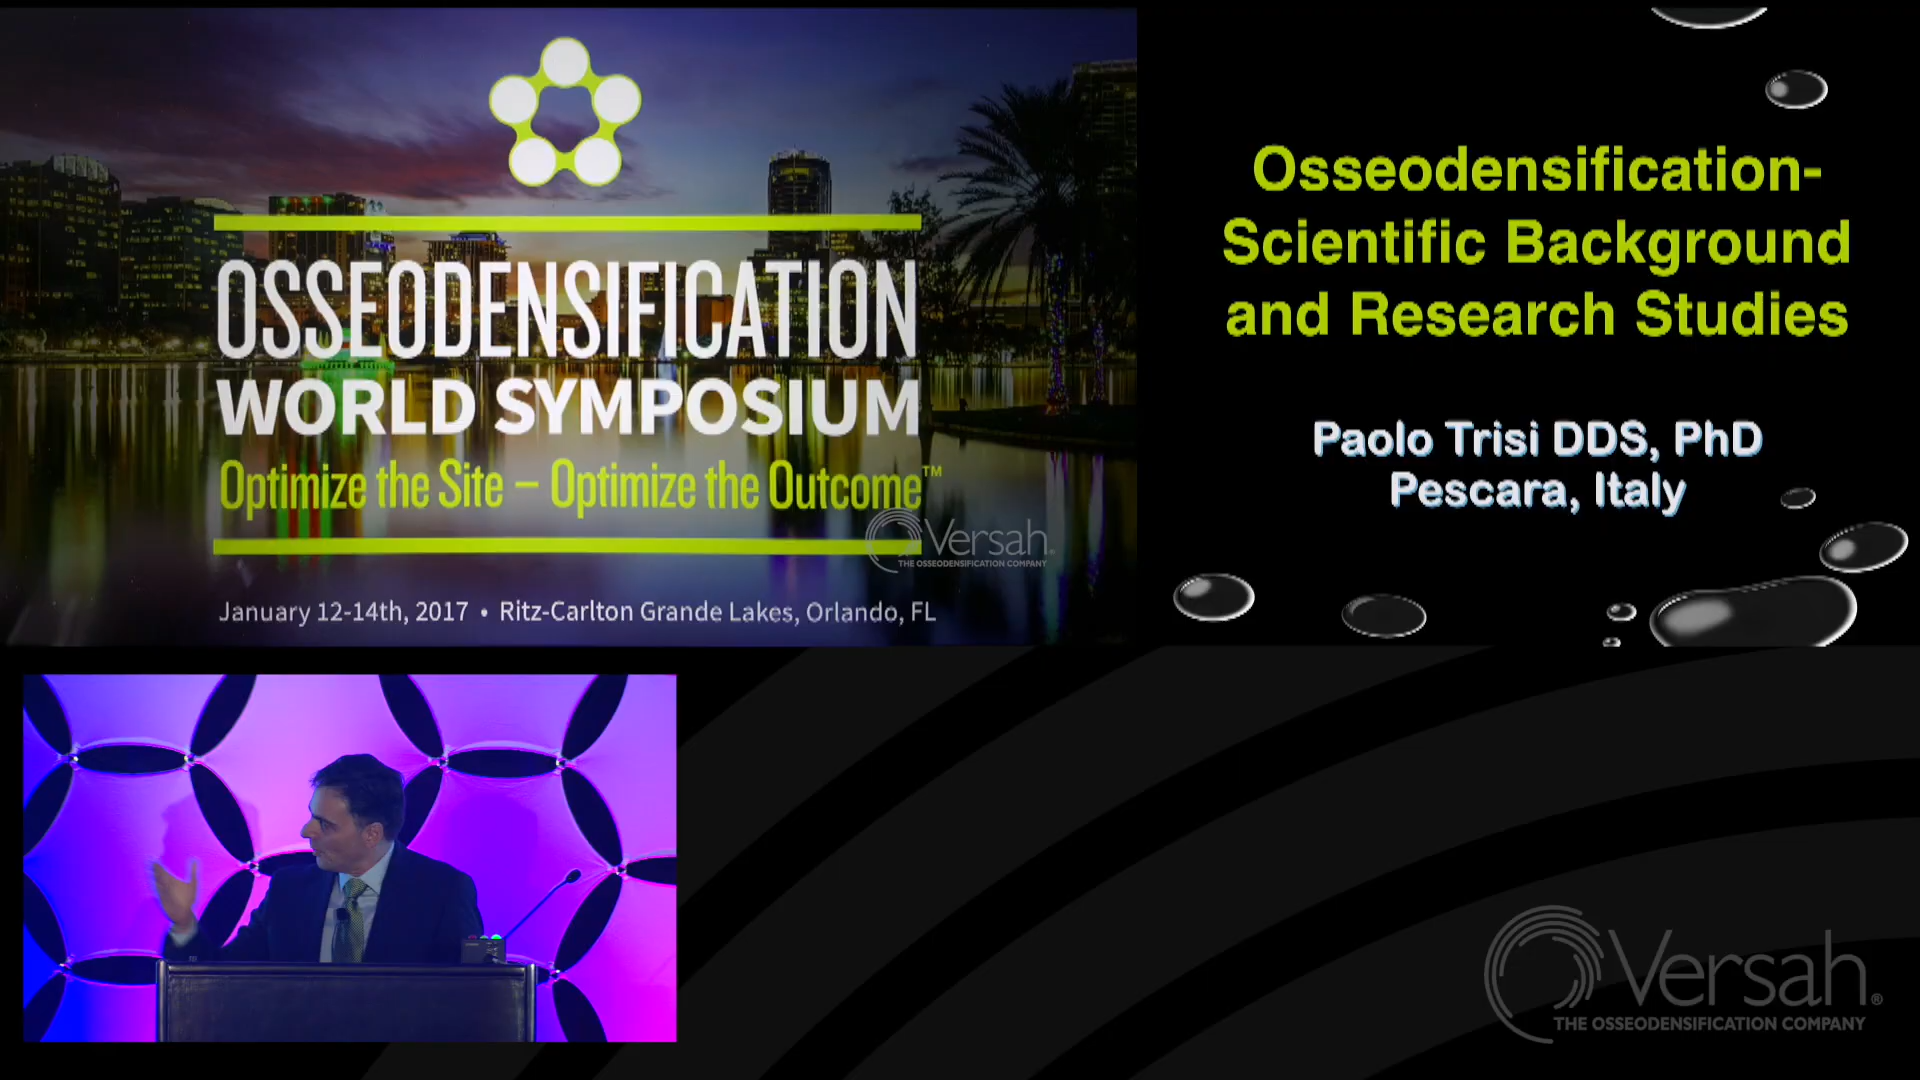 OSSEODENSIFICATION
WORLD SYMPOSIUM
Optimize the Site – Optimize the Outcome™
Versah®
THE OSSEODENSIFICATION COMPANY
January 12-14th, 2017 • Ritz-Carlton Grande Lakes, Orlando, FL
Osseodensification-
Scientific Background
and Research Studies
Paolo Trisi DDS, PhD
Pescara, Italy
Versah®
THE OSSEODENSIFICATION COMPANY